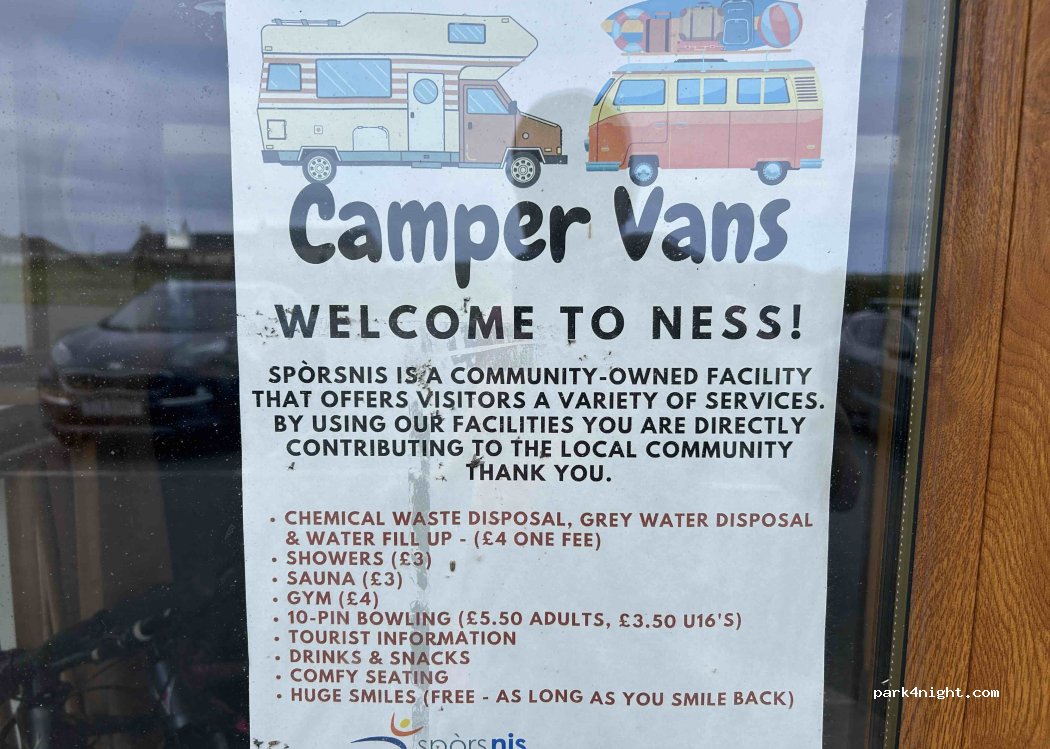 Camper Vans
WELCOME TO NESS!
SPÒRSNIS IS A COMMUNITY-OWNED FACILITY
THAT OFFERS VISITORS A VARIETY OF SERVICES.
BY USING OUR FACILITIES YOU ARE DIRECTLY
CONTRIBUTING TO THE LOCAL COMMUNITY
THANK YOU.
• CHEMICAL WASTE DISPOSAL, GREY WATER DISPOSAL
& WATER FILL UP - (£4 ONE FEE)
• SHOWERS (£3)
• SAUNA (£3)
• GYM (£4)
• 10-PIN BOWLING (£5.50 ADULTS, £3.50 U16'S)
• TOURIST INFORMATION
• DRINKS & SNACKS
• COMFY SEATING
• HUGE SMILES (FREE - AS LONG AS YOU SMILE BACK)
spòrsnis
park4night.com